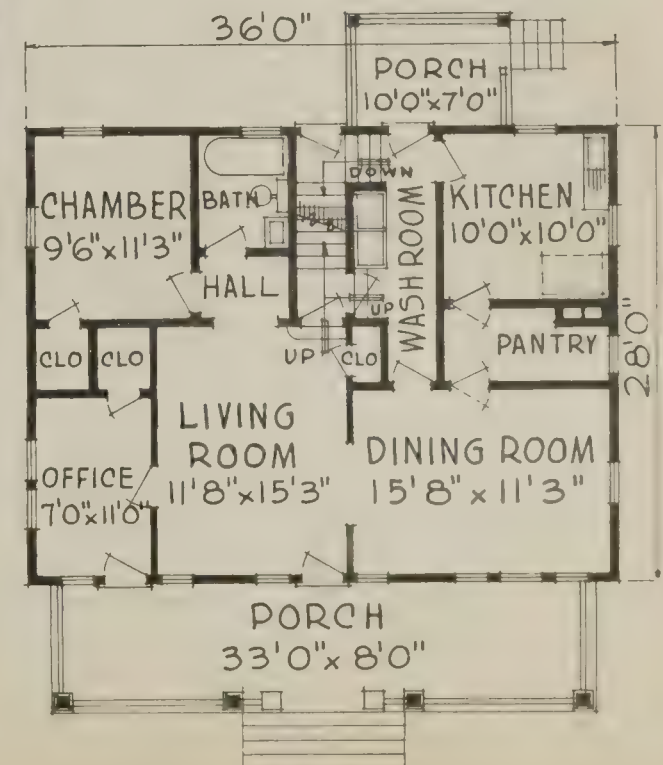 36'0"
PORCH
10'0"x7'0"
DOWN
CHAMBER
9'6"x11'3"
BATH
KITCHEN
10'0"x10'0"
WASH ROOM
HALL
UP
UP
CLO
CLO
CLO
PANTRY
28'0"
LIVING
ROOM
11'8"x15'3"
DINING ROOM
15'8"x11'3"
OFFICE
7'0"x11'0"
PORCH
33'0"x8'0"